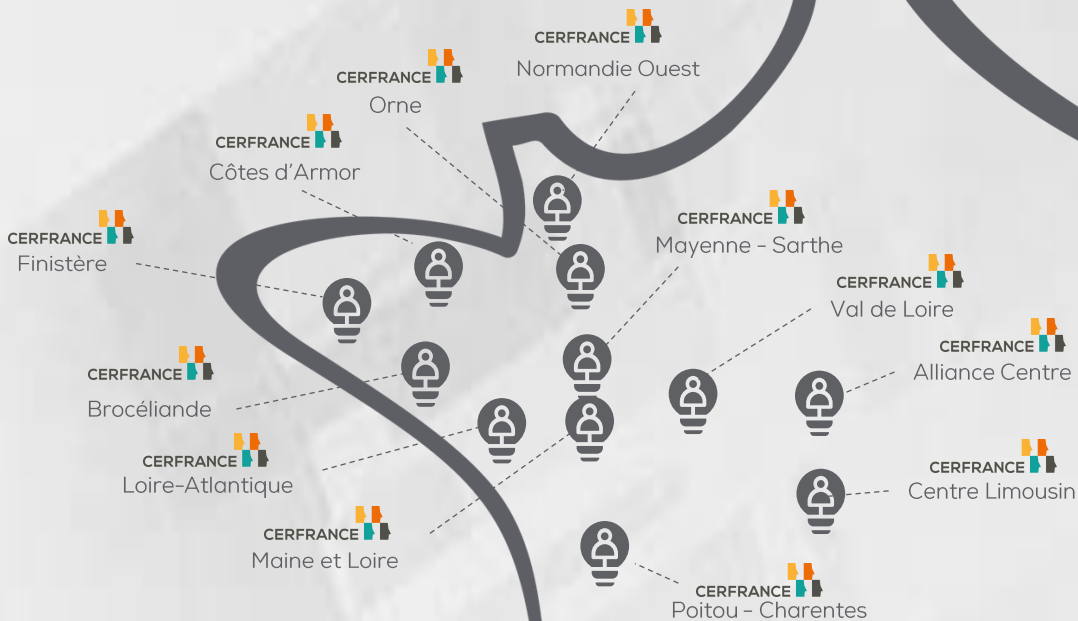 CERFRANCE
Normandie Ouest
CERFRANCE
Orne
CERFRANCE
Côtes d'Armor
CERFRANCE
Finistère
CERFRANCE
Mayenne - Sarthe
CERFRANCE
Val de Loire
CERFRANCE
Alliance Centre
CERFRANCE
Brocéliande
CERFRANCE
Loire-Atlantique
CERFRANCE
Centre Limousin
CERFRANCE
Maine et Loire
CERFRANCE
Poitou - Charentes